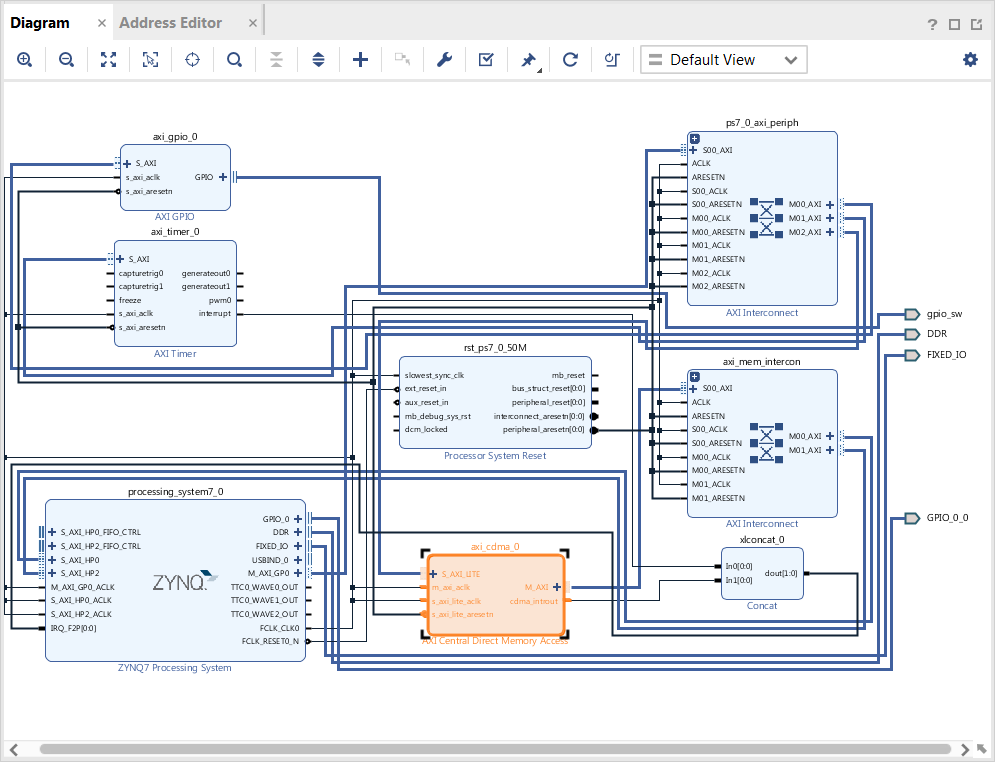 Diagram
Address Editor
Default View
axi_gpio_0
S_AXI
s_axi_aclk
s_axi_aresetn
GPIO
AXI GPIO
axi_timer_0
S_AXI
capturetrig0
capturetrig1
freeze
s_axi_aclk
s_axi_aresetn
generateout0
generateout1
pwm0
interrupt
AXI Timer
ps7_0_axi_periph
S00_AXI
ACLK
ARESETN
S00_ACLK
S00_ARESETN
M00_ACLK
M00_ARESETN
M01_ACLK
M01_ARESETN
M02_ACLK
M02_ARESETN
M00_AXI
M01_AXI
M02_AXI
AXI Interconnect
gpio_sw
DDR
FIXED_IO
rst_ps7_0_50M
slowest_sync_clk
ext_reset_in
aux_reset_in
mb_debug_sys_rst
dcm_locked
mb_reset
bus_struct_reset[0:0]
peripheral_reset[0:0]
interconnect_aresetn[0:0]
peripheral_aresetn[0:0]
Processor System Reset
axi_mem_intercon
S00_AXI
ACLK
ARESETN
S00_ACLK
S00_ARESETN
M00_ACLK
M00_ARESETN
M01_ACLK
M01_ARESETN
M00_AXI
M01_AXI
AXI Interconnect
processing_system7_0
S_AXI_HP0_FIFO_CTRL
S_AXI_HP2_FIFO_CTRL
S_AXI_HP0
S_AXI_HP2
M_AXI_GP0_ACLK
S_AXI_HP0_ACLK
S_AXI_HP2_ACLK
IRQ_F2P[0:0]
ZYNQ
GPIO_0
DDR
FIXED_IO
USBIND_0
M_AXI_GP0
TTC0_WAVE0_OUT
TTC0_WAVE1_OUT
TTC0_WAVE2_OUT
FCLK_CLK0
FCLK_RESET0_N
ZYNQ7 Processing System
axi_cdma_0
S_AXI_LITE
m_axi_aclk
s_axi_lite_aclk
s_axi_lite_aresetn
M_AXI
cdma_introut
AXI Central Direct Memory Access
xlconcat_0
In0[0:0]
In1[0:0]
dout[1:0]
Concat
GPIO_0_0